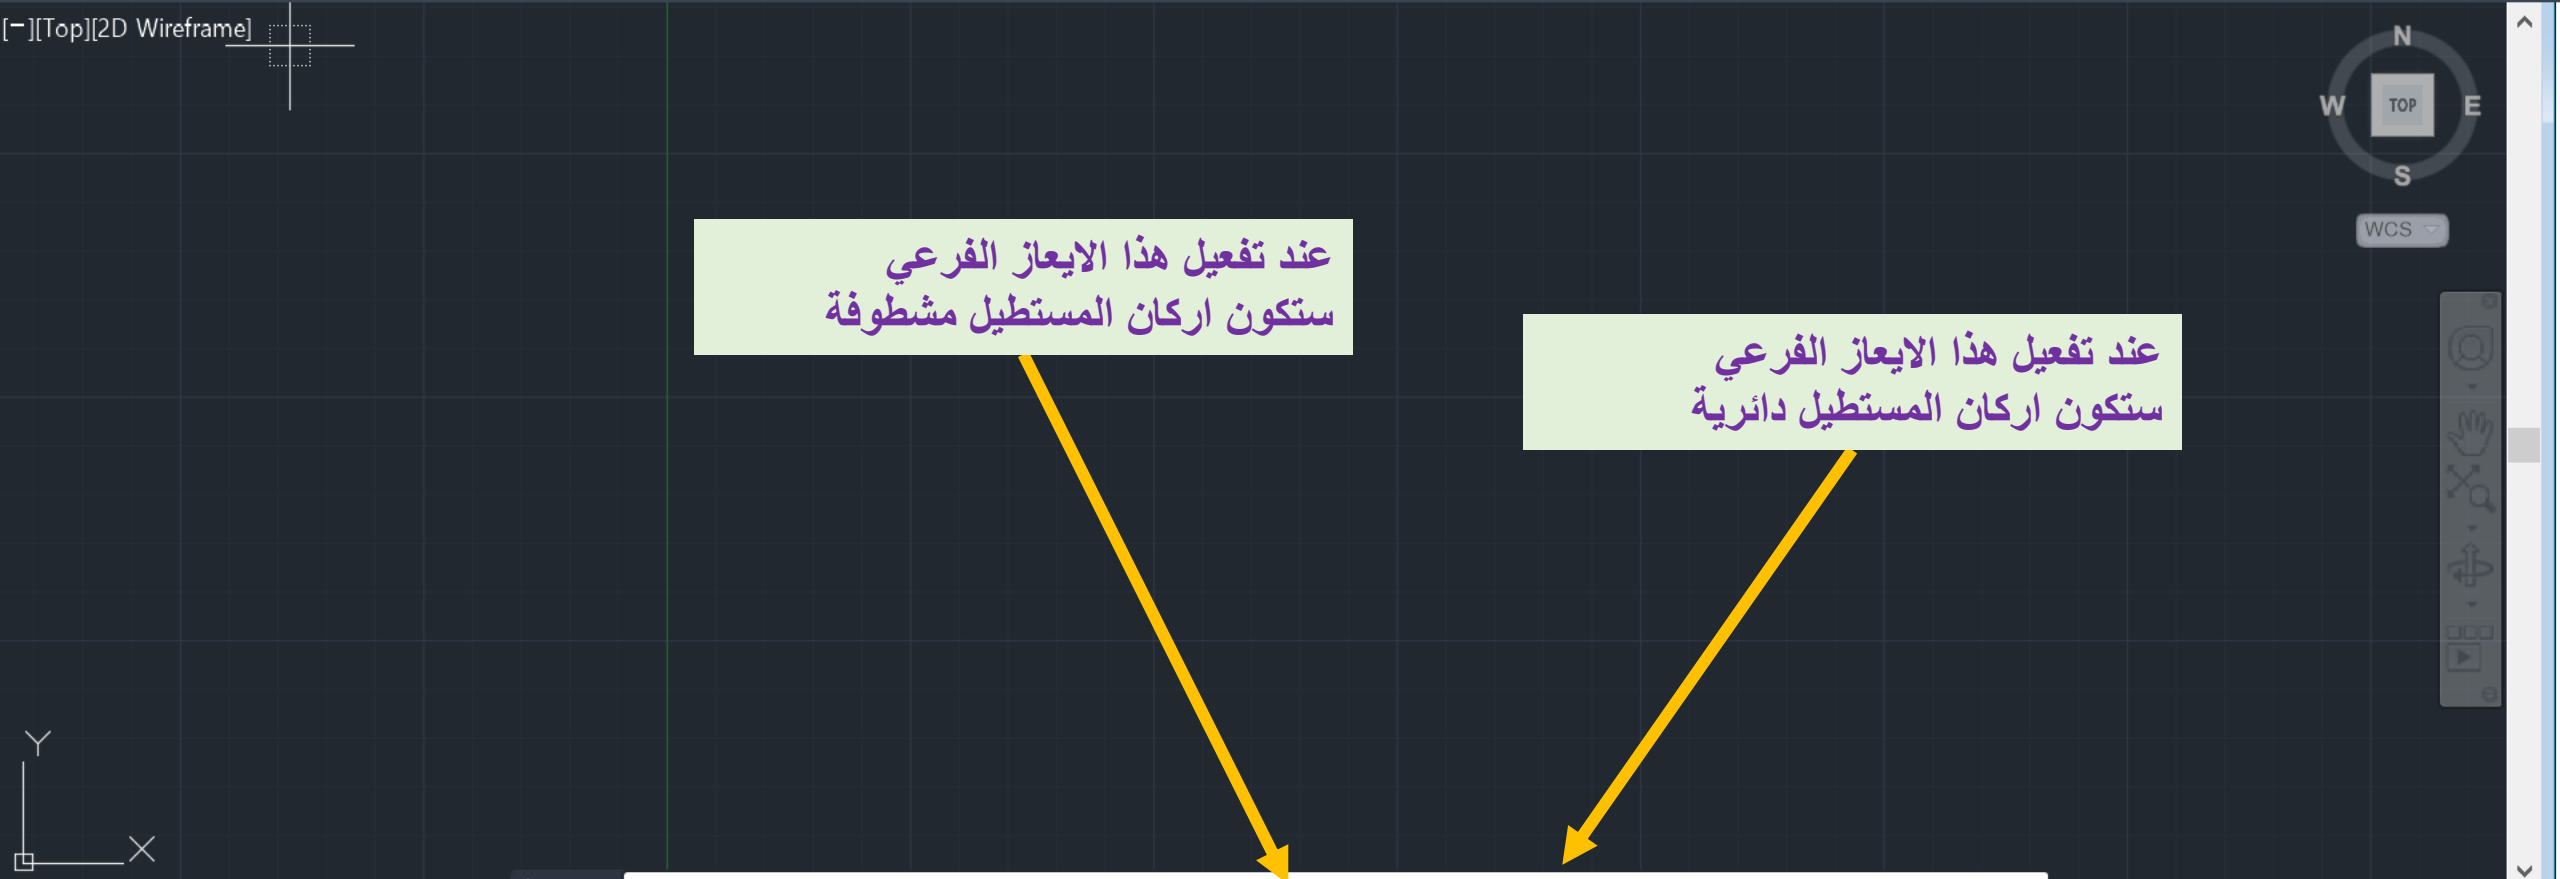 [-][Top][2D Wireframe]
N
W
TOP
E
S
WCS
عند تفعيل هذا الايعاز الفرعي
ستكون اركان المستطيل مشطوفة
عند تفعيل هذا الايعاز الفرعي
ستكون اركان المستطيل دائرية
Y
X